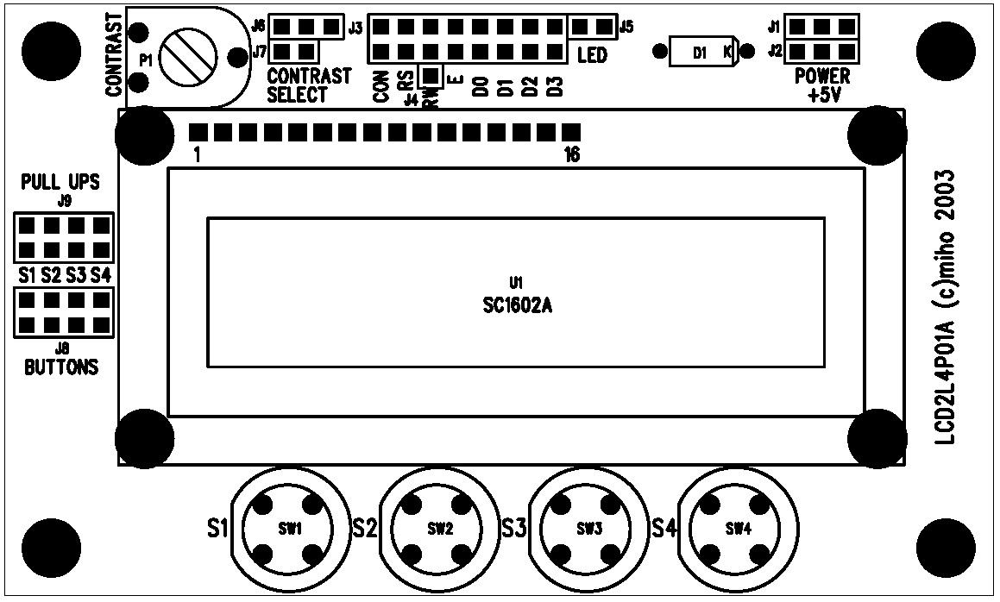 CONTRAST
P1
J6
J7
CONTRAST
SELECT
J3
CON
RS
RW
J4
E
D0
D1
D2
D3
J5
LED
D1
K
J1
J2
POWER
+5V
1
16
PULL UPS
J9
S1 S2 S3 S4
J8
BUTTONS
U1
SC1602A
LCD2L4P01A (c)miho 2003
S1
SW1
S2
SW2
S3
SW3
S4
SW4